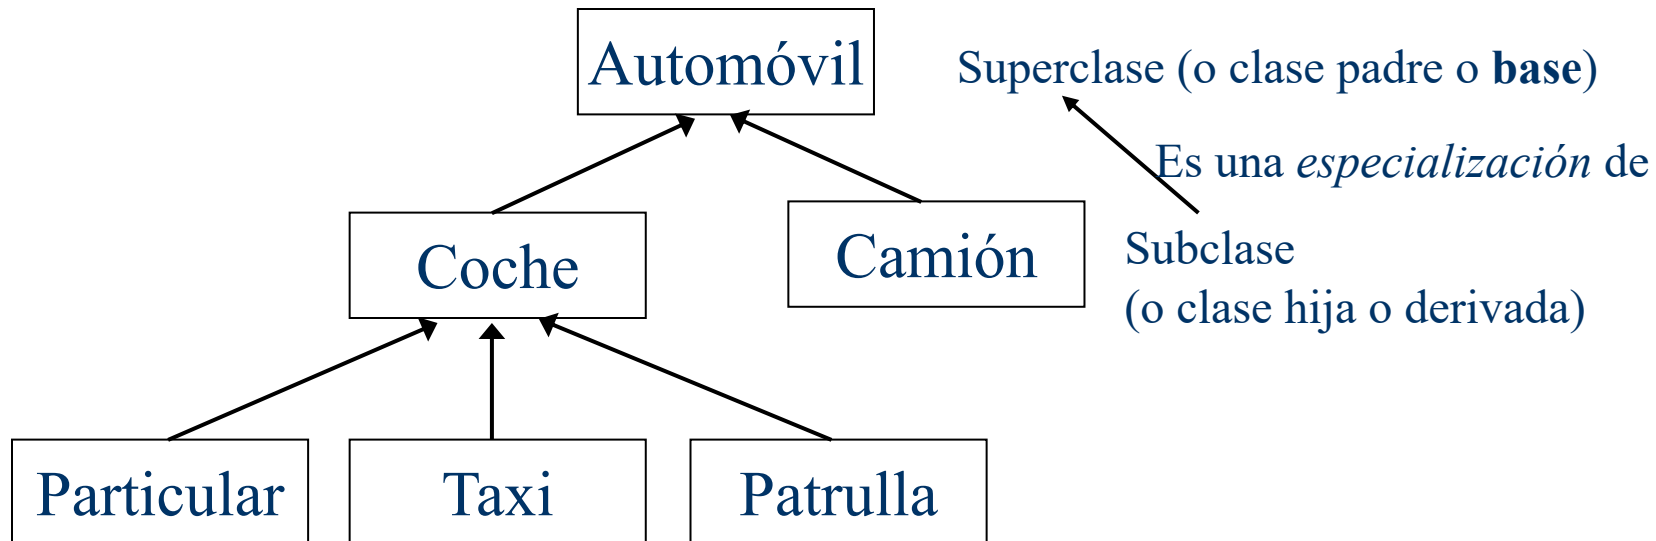 Automóvil
Superclase (o clase padre o base)
Es una especialización de
Coche
Camión
Subclase
(o clase hija o derivada)
Particular
Taxi
Patrulla